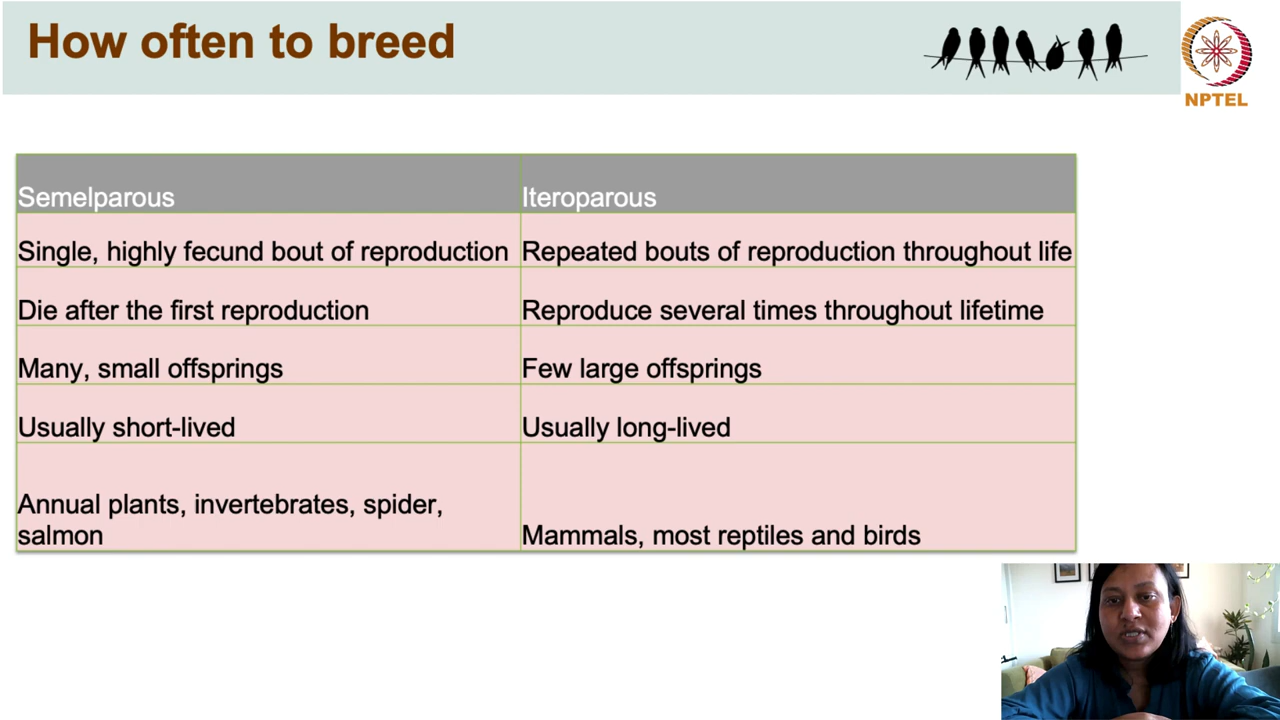 How often to breed
NPTEL
Semelparous
Iteroparous
Single, highly fecund bout of reproduction
Repeated bouts of reproduction throughout life
Die after the first reproduction
Reproduce several times throughout lifetime
Many, small offsprings
Few large offsprings
Usually short-lived
Usually long-lived
Annual plants, invertebrates, spider,
salmon
Mammals, most reptiles and birds